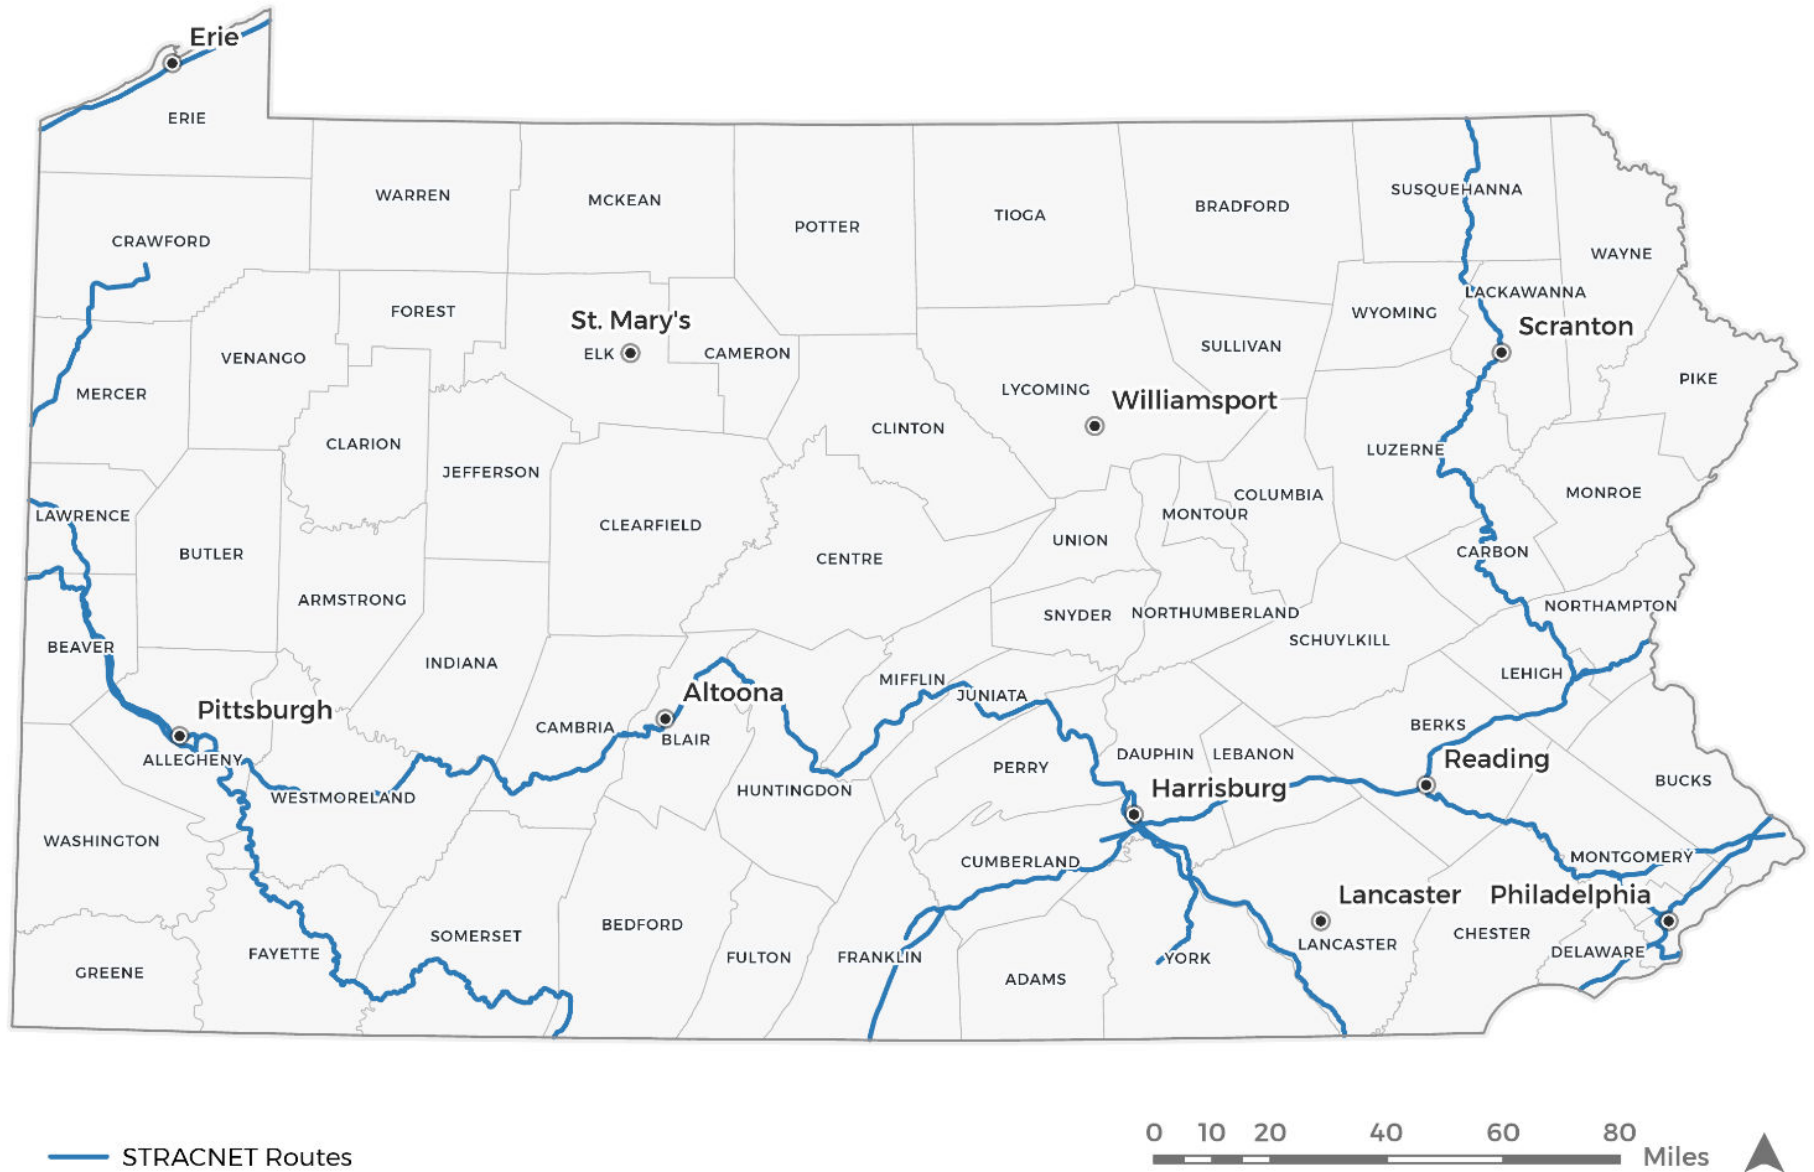 Erie
ERIE
WARREN
MCKEAN
POTTER
TIOGA
BRADFORD
SUSQUEHANNA
WAYNE
CRAWFORD
FOREST
VENANGO
MERCER
St. Mary's
ELK
CAMERON
SULLIVAN
WYOMING
LACKAWANNA
Scranton
PIKE
LYCOMING
Williamsport
CLINTON
CLARION
JEFFERSON
LUZERNE
MONROE
COLUMBIA
MONTOUR
LAWRENCE
BUTLER
CLEARFIELD
CENTRE
UNION
CARBON
ARMSTRONG
SNYDER
NORTHUMBERLAND
NORTHAMPTON
SCHUYLKILL
BEAVER
INDIANA
MIFFLIN
JUNIATA
LEHIGH
Altoona
Pittsburgh
CAMBRIA
BLAIR
BERKS
ALLEGHENY
DAUPHIN
LEBANON
PERRY
Reading
HUNTINGDON
Harrisburg
BUCKS
WESTMORELAND
WASHINGTON
CUMBERLAND
MONTGOMERY
Lancaster
Philadelphia
BEDFORD
SOMERSET
FAYETTE
FULTON
FRANKLIN
YORK
LANCASTER
CHESTER
DELAWARE
GREENE
ADAMS
0 10 20 40 60 80
Miles
STRACNET Routes